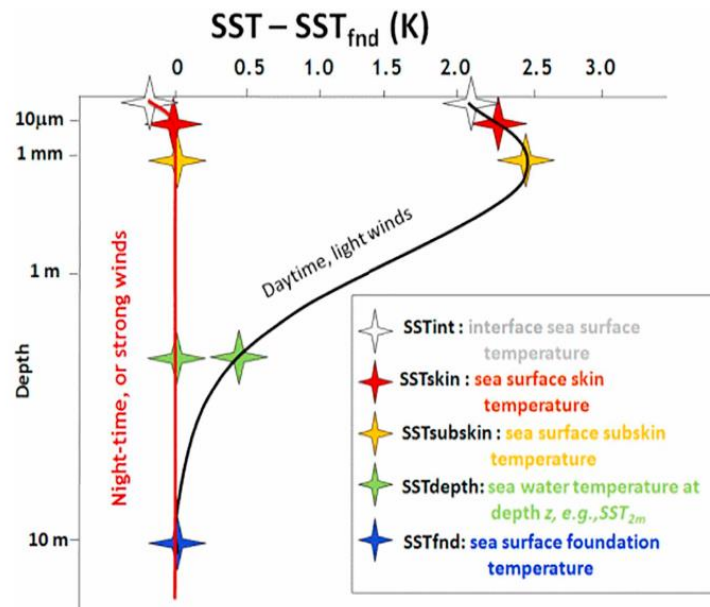 SST – SSTfnd (K)
0 0.5 1.0 1.5 2.0 2.5 3.0
10μm
1 mm
1 m
10 m
Depth
Night-time, or strong winds
Daytime, light winds
SSTint : interface sea surface
temperature
SSTskin : sea surface skin
temperature
SSTsubskin : sea surface subskin
temperature
SSTdepth: sea water temperature at
depth z, e.g.,SST2m
SSTfnd: sea surface foundation
temperature